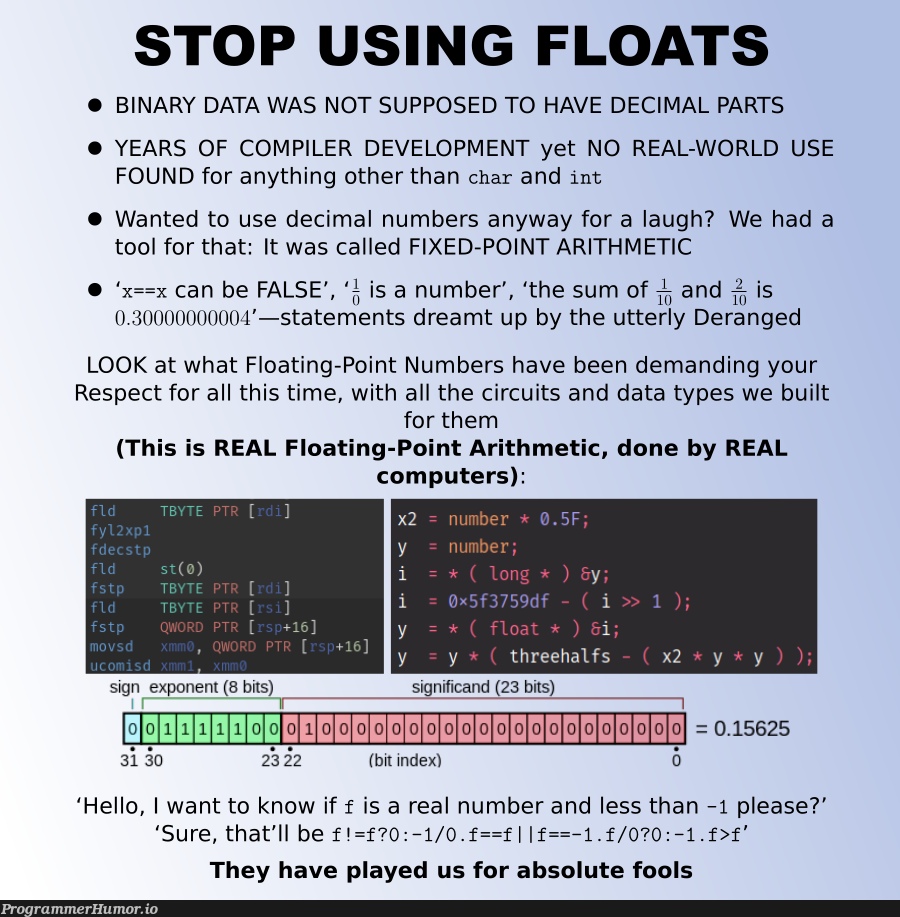 STOP USING FLOATS
● BINARY DATA WAS NOT SUPPOSED TO HAVE DECIMAL PARTS
● YEARS OF COMPILER DEVELOPMENT yet NO REAL-WORLD USE
FOUND for anything other than char and int
● Wanted to use decimal numbers anyway for a laugh? We had a
tool for that: It was called FIXED-POINT ARITHMETIC
● ‘x==x can be FALSE’, ‘1/0 is a number’, ‘the sum of 1/10 and 2/10 is
0.30000000004’—statements dreamt up by the utterly Deranged
LOOK at what Floating-Point Numbers have been demanding your
Respect for all this time, with all the circuits and data types we built
for them
(This is REAL Floating-Point Arithmetic, done by REAL
computers):
fld TBYTE PTR [rdi]
fyl2xp1
fdecstp
fld st(0)
fstp TBYTE PTR [rdi]
fld TBYTE PTR [rsi]
fstp QWORD PTR [rsp+16]
movsd xmm0, QWORD PTR [rsp+16]
ucomisd xmm1, xmm0
x2 = number * 0.5F;
y = number;
i = * ( long * ) &y;
i = 0x5f3759df - ( i >> 1 );
y = * ( float * ) &i;
y = y * ( threehalfs - ( x2 * y * y ) );
sign exponent (8 bits) significand (23 bits)
0 0 1 1 1 1 1 0 0 0 1 0 0 0 0 0 0 0 0 0 0 0 0 0 0 0 0 0 0 0 0 0 = 0.15625
31 30 23 22 (bit index) 0
‘Hello, I want to know if f is a real number and less than -1 please?’
‘Sure, that’ll be f!=f?0:-1/0.f==f||f==-1.f/0?0:-1.f>f’
They have played us for absolute fools
ProgrammerHumor.io